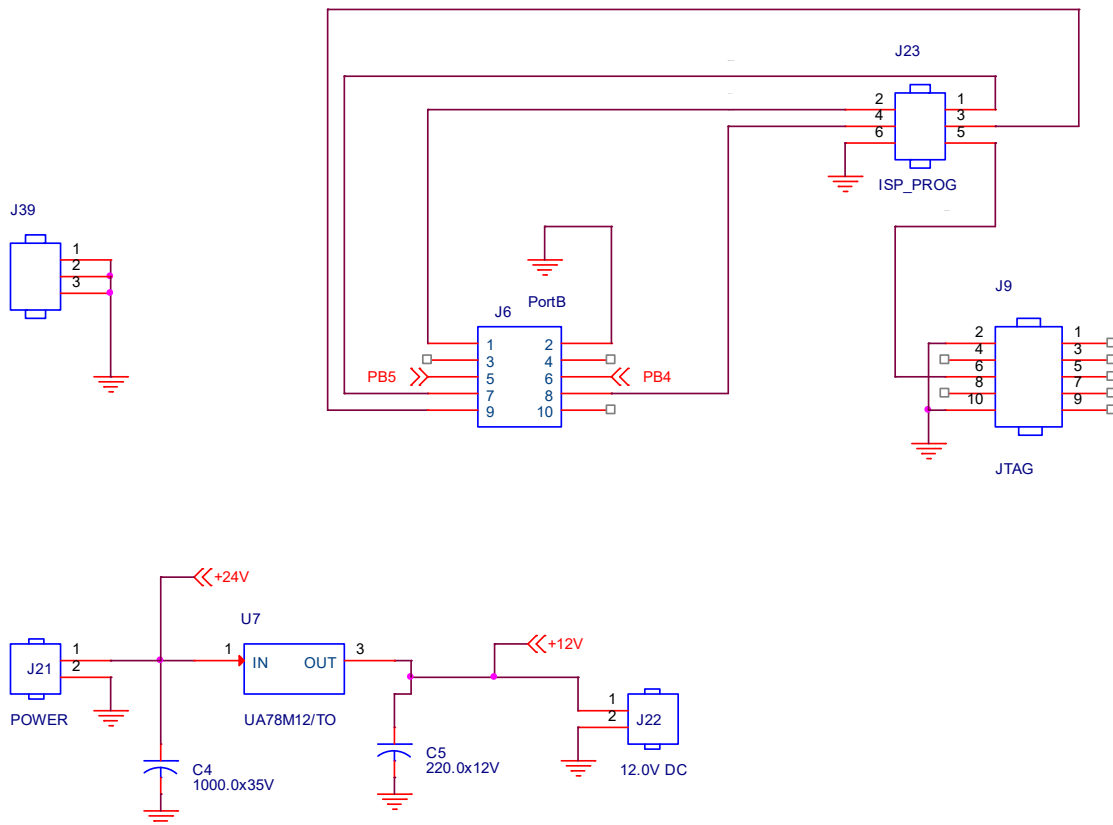 J23
2 1
4 3
6 5
ISP_PROG
J39
1
2
3
PortB
J6
1 2
3 4
PB5 5 6 PB4
7 8
9 10
J9
2 1
4 3
6 5
8 7
10 9
JTAG
+24V
U7
+12V
J21
1
2
POWER
1 IN OUT 3
UA78M12/TO
C4
1000.0x35V
C5
220.0x12V
1
2
J22
12.0V DC